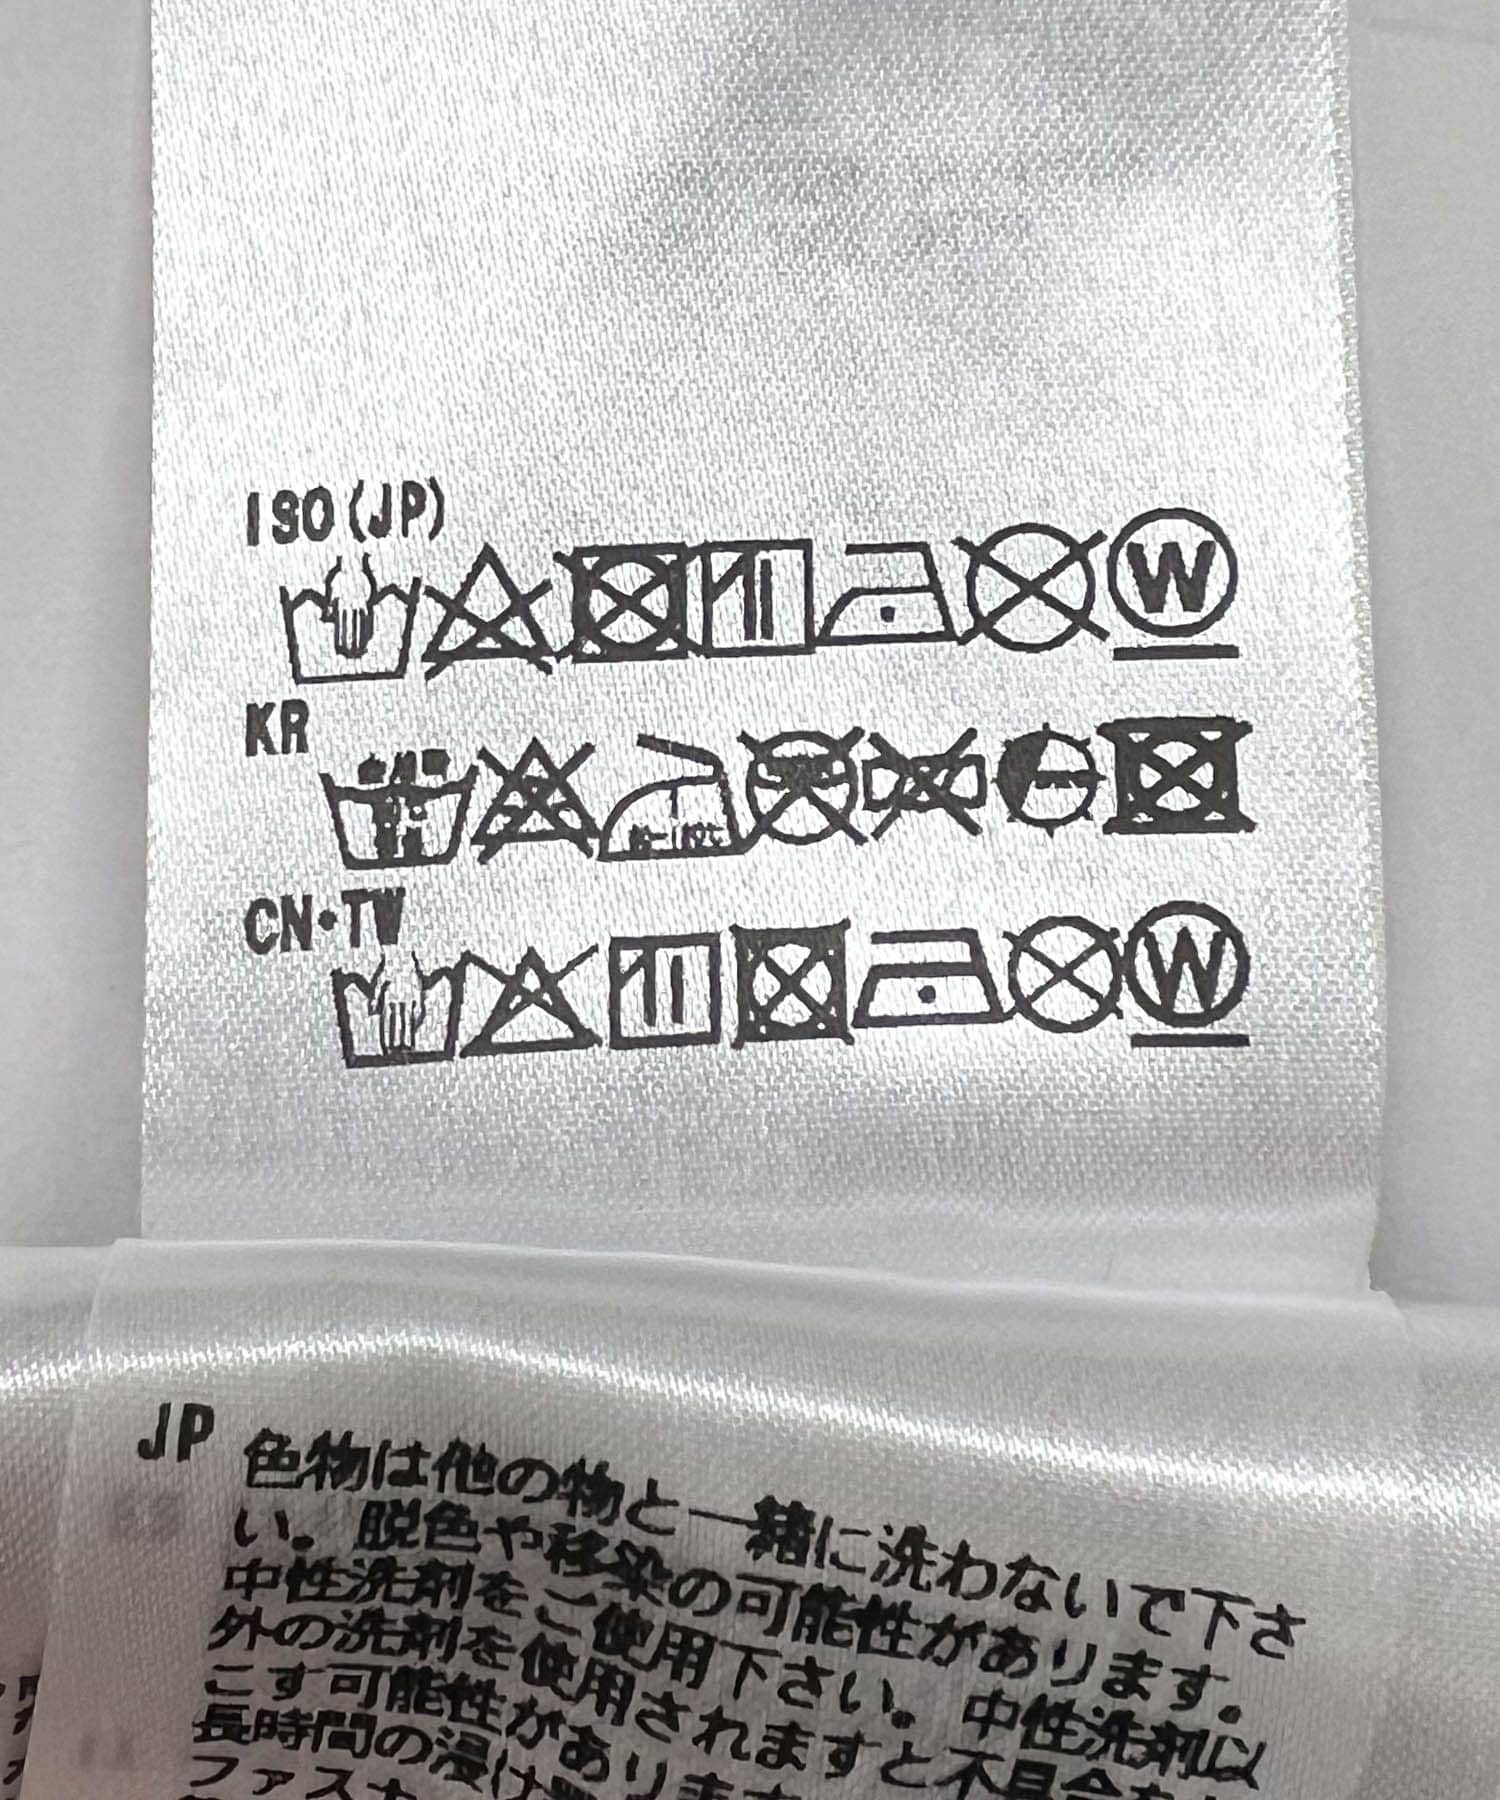 ISO(JP)
W
KR
CN・TW
W
JP
色物は他の物と一緒に洗わないで下さ
い。脱色や移染の可能性があります。
中性洗剤をご使用下さい。中性洗剤以
外の洗剤を使用されますと不具合を
こす可能性があります
長時間の浸け
ファスナ